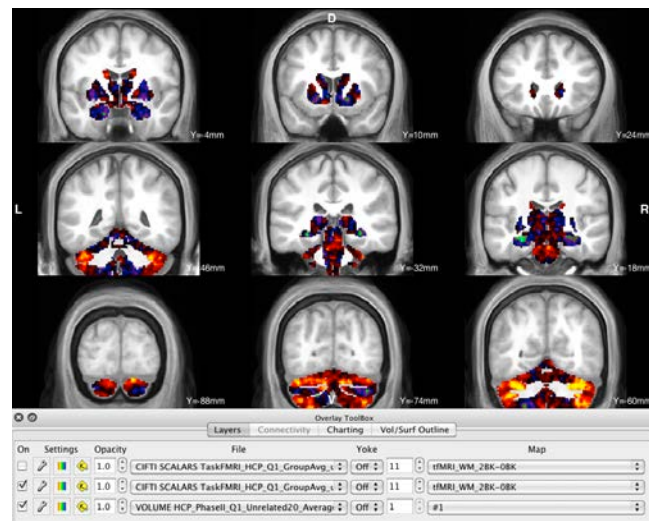 D
Y=-4mm Y=10mm Y=24mm
L R
Y=-46mm Y=-32mm Y=-18mm
Y=-88mm Y=-74mm Y=-60mm
V
Overlay ToolBox
Layers Connectivity Charting Vol/Surf Outline
On Settings Opacity File Yoke Map
1.0 CIFTI SCALARS TaskFMRI_HCP_Q1_GroupAvg_ Off 11 tfMRI_WM_2BK-0BK
1.0 CIFTI SCALARS TaskFMRI_HCP_Q1_GroupAvg_ Off 11 tfMRI_WM_2BK-0BK
1.0 VOLUME HCP_PhaseII_Q1_Unrelated20_Average Off 1 #1